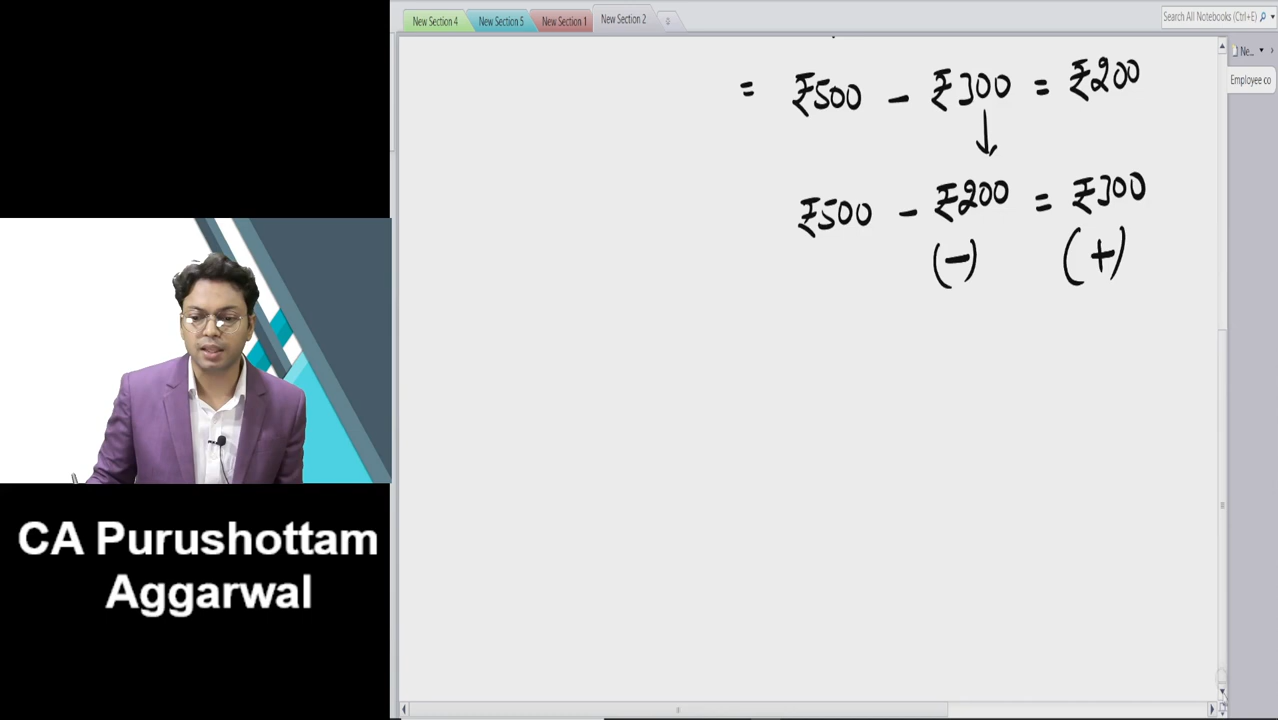 New Section 4 New Section 5 New Section 1 New Section 2
Search All Notebooks (Ctrl+E)
Ne...
Employee co
= ₹500 - ₹300 = ₹200
↓
₹500 - ₹200 = ₹300
(-) (+)
CA Purushottam
Aggarwal